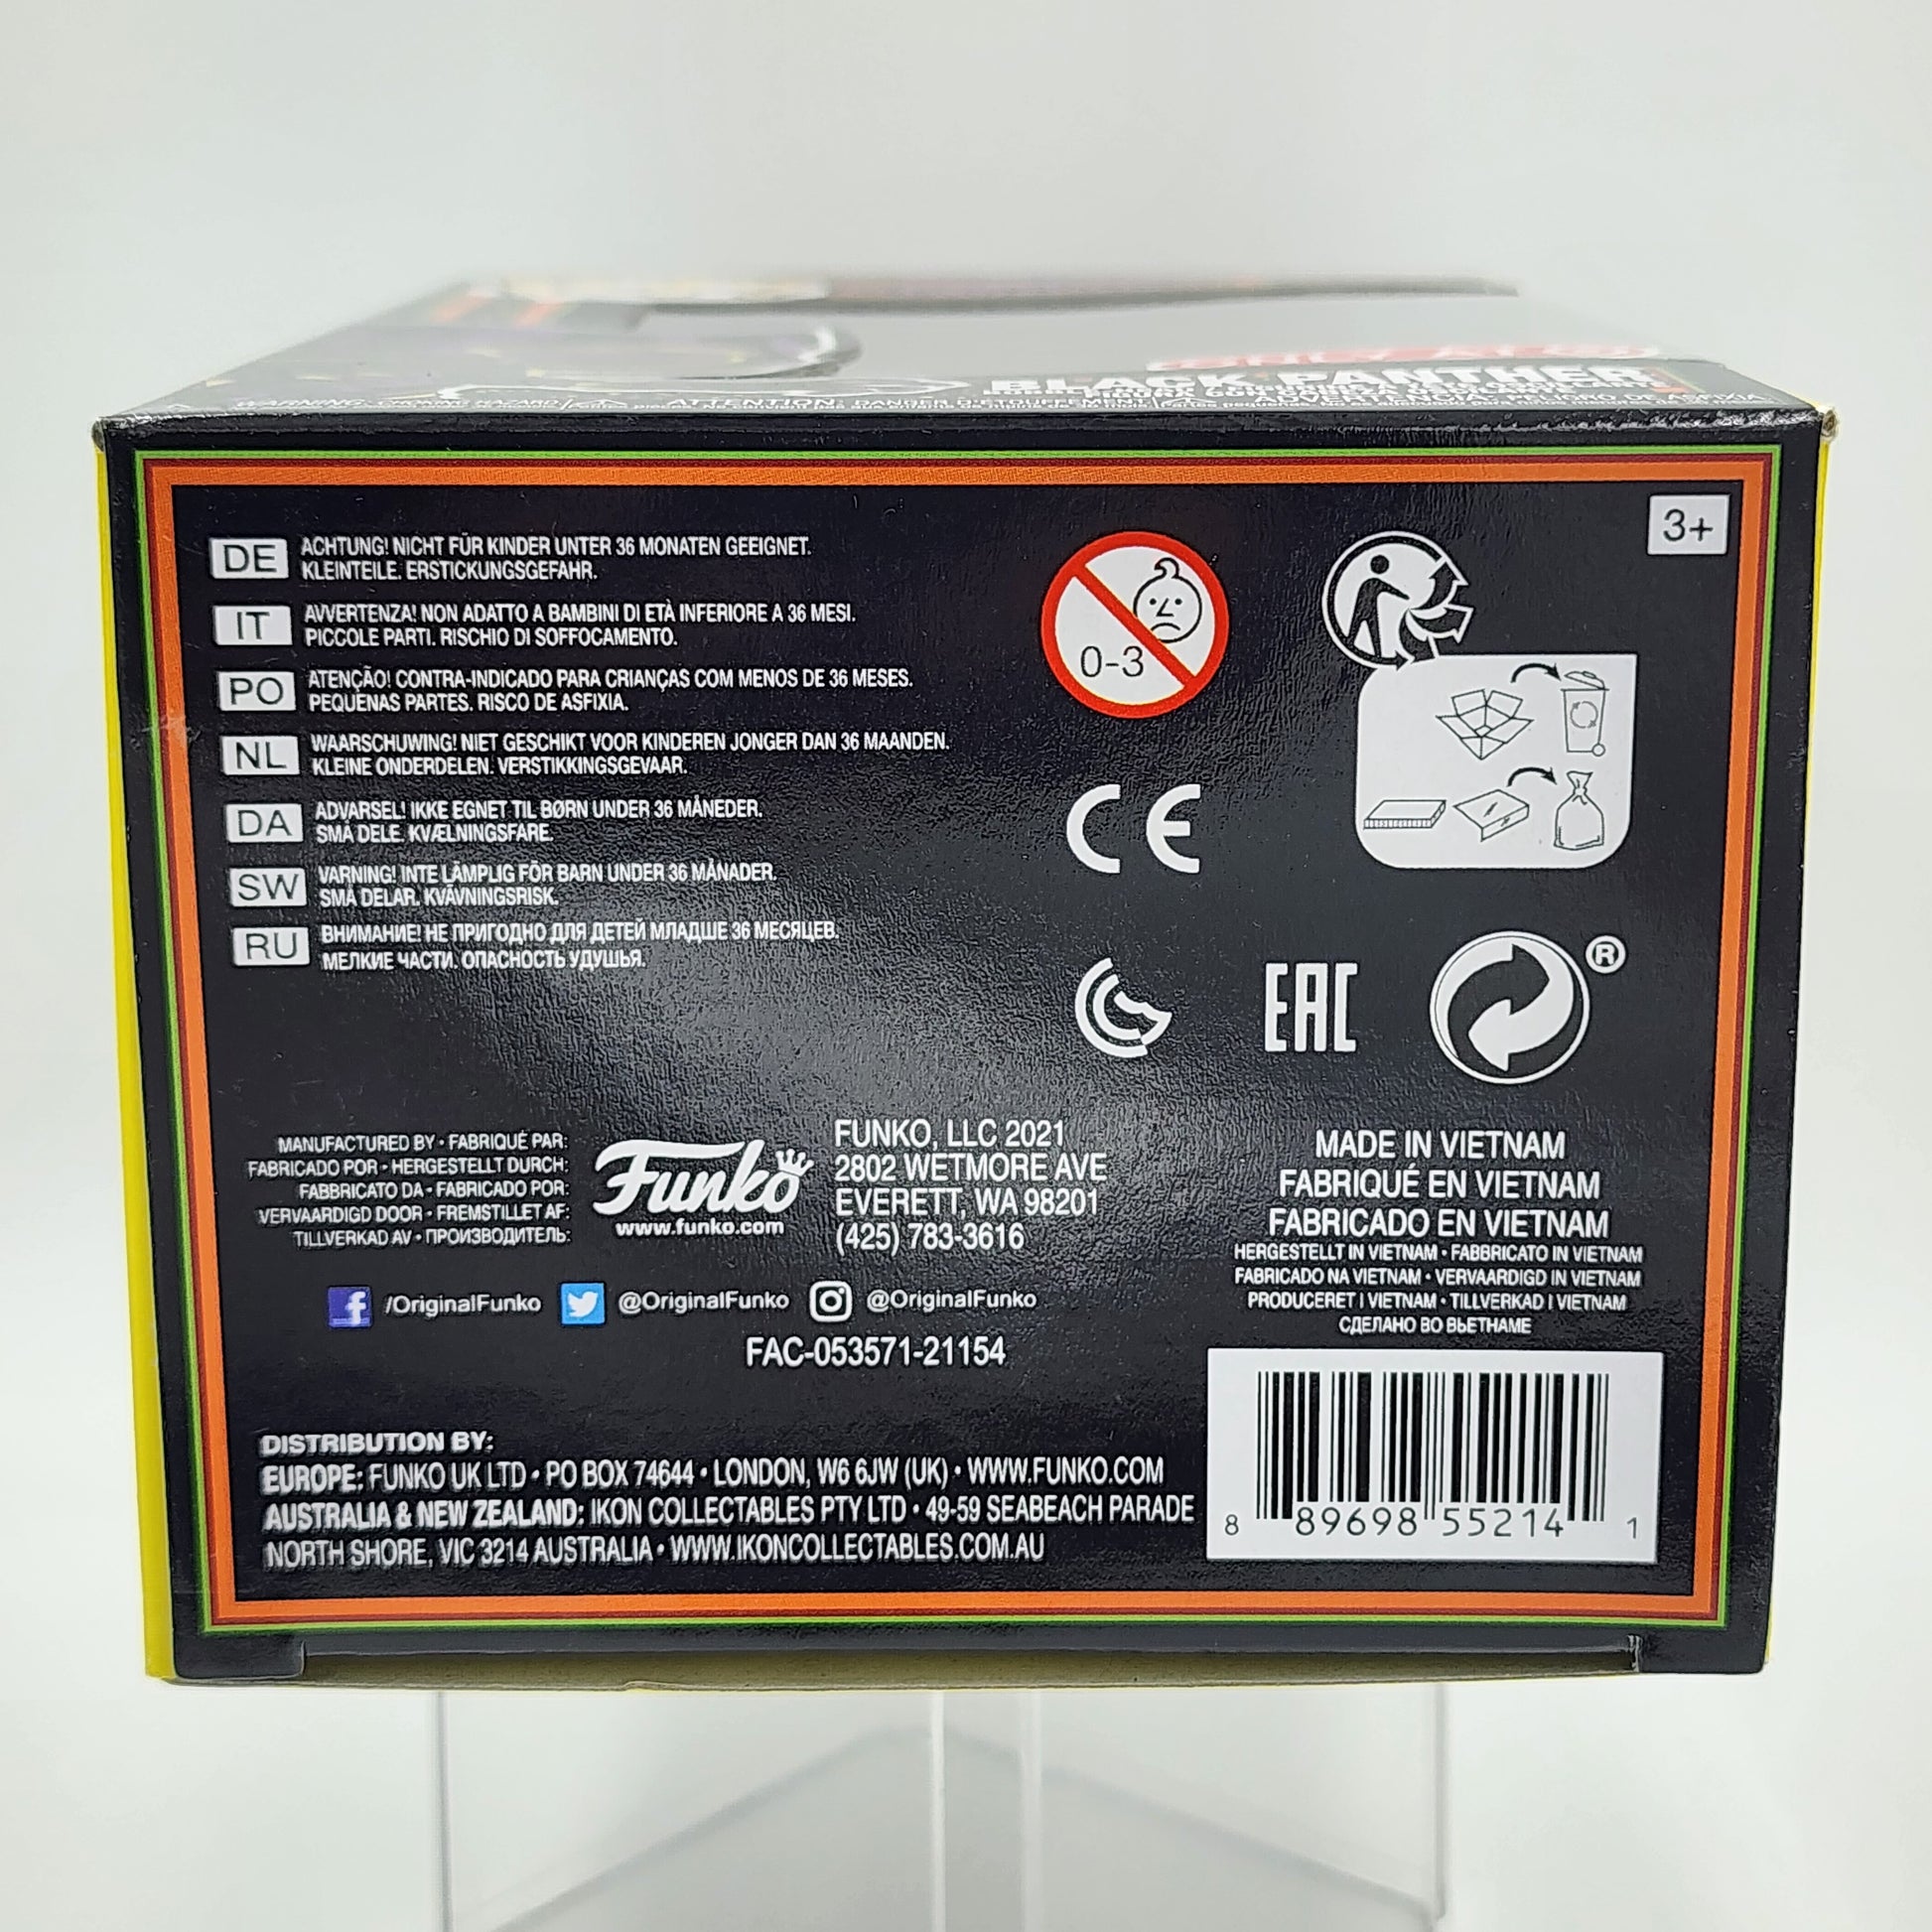 BLACK PANTHER
DE
ACHTUNG! NICHT FÜR KINDER UNTER 36 MONATEN GEEIGNET.
KLEINTEILE. ERSTICKUNGSGEFAHR.
IT
AVVERTENZA! NON ADATTO A BAMBINI DI ETÀ INFERIORE A 36 MESI.
PICCOLE PARTI. RISCHIO DI SOFFOCAMENTO.
PO
ATENÇÃO! CONTRA-INDICADO PARA CRIANÇAS COM MENOS DE 36 MESES.
PEQUENAS PARTES. RISCO DE ASFIXIA.
NL
WAARSCHUWING! NIET GESCHIKT VOOR KINDEREN JONGER DAN 36 MAANDEN.
KLEINE ONDERDELEN. VERSTIKKINGSGEVAAR.
DA
ADVARSEL! IKKE EGNET TIL BØRN UNDER 36 MÅNEDER.
SMÅ DELE. KVÆLNINGSFARE.
SW
VARNING! INTE LÄMPLIG FÖR BARN UNDER 36 MÅNADER.
SMÅ DELAR. KVÄVNINGSRISK.
RU
ВНИМАНИЕ! НЕ ПРИГОДНО ДЛЯ ДЕТЕЙ МЛАДШЕ 36 МЕСЯЦЕВ.
МЕЛКИЕ ЧАСТИ. ОПАСНОСТЬ УДУШЬЯ.
0-3
3+
CE
EAC
®
MANUFACTURED BY • FABRIQUÉ PAR:
FABRICADO POR • HERGESTELLT DURCH:
FABBRICATO DA • FABRICADO POR:
VERVAARDIGD DOOR • FREMSTILLET AF:
TILLVERKAD AV • ПРОИЗВОДИТЕЛЬ:
Funko
www.funko.com
FUNKO, LLC 2021
2802 WETMORE AVE
EVERETT, WA 98201
(425) 783-3616
/OriginalFunko @OriginalFunko @OriginalFunko
FAC-053571-21154
MADE IN VIETNAM
FABRIQUÉ EN VIETNAM
FABRICADO EN VIETNAM
HERGESTELLT IN VIETNAM • FABBRICATO IN VIETNAM
FABRICADO NA VIETNAM • VERVAARDIGD IN VIETNAM
PRODUCERET I VIETNAM • TILLVERKAD I VIETNAM
СДЕЛАНО ВО ВЬЕТНАМЕ
DISTRIBUTION BY:
EUROPE: FUNKO UK LTD • PO BOX 74644 • LONDON, W6 6JW (UK) • WWW.FUNKO.COM
AUSTRALIA & NEW ZEALAND: IKON COLLECTABLES PTY LTD • 49-59 SEABEACH PARADE
NORTH SHORE, VIC 3214 AUSTRALIA • WWW.IKONCOLLECTABLES.COM.AU
8 89698 55214 1